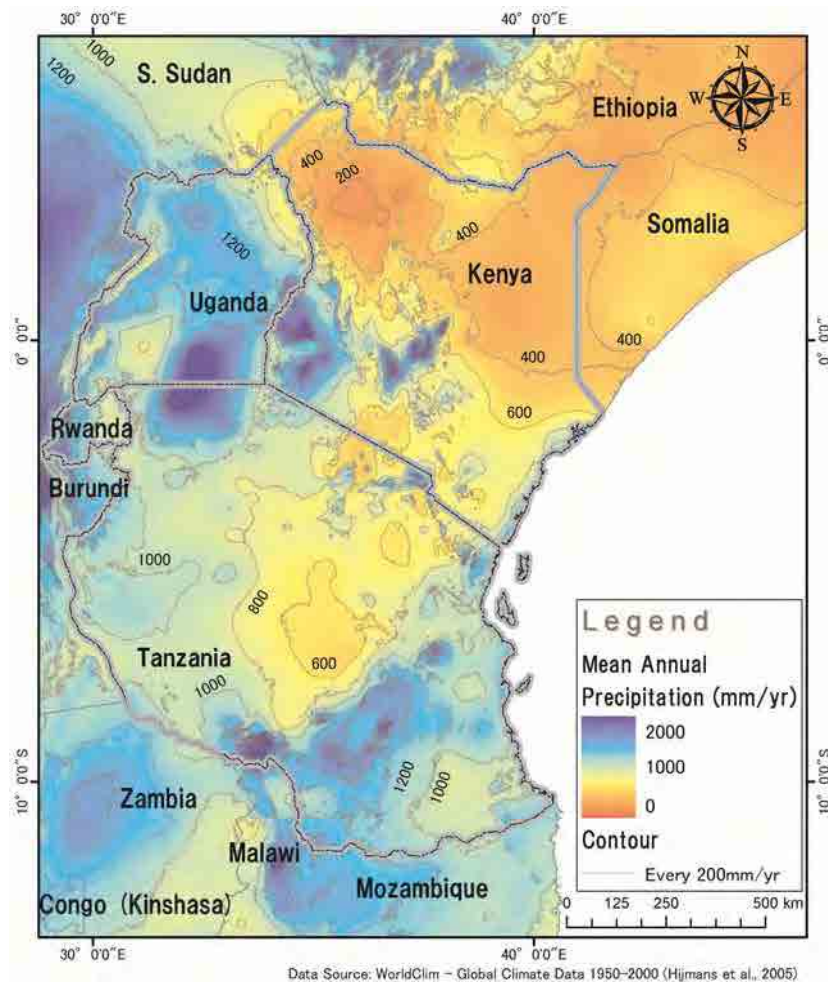 30° 0'0"E
40° 0'0"E
1000
1200
S. Sudan
Ethiopia
N
W
E
S
400
200
400
Somalia
1200
Kenya
Uganda
0° 0'0"
0° 0'0"S
400
400
600
Rwanda
Burundi
1000
800
Legend
Mean Annual
Precipitation (mm/yr)
2000
1000
0
Contour
Every 200mm/yr
Tanzania
600
1000
10° 0'0"S
10° 0'0"S
1200
1000
Zambia
Malawi
Mozambique
Congo (Kinshasa)
0 125 250 500 km
30° 0'0"E
40° 0'0"E
Data Source: WorldClim - Global Climate Data 1950-2000 (Hijmans et al., 2005)